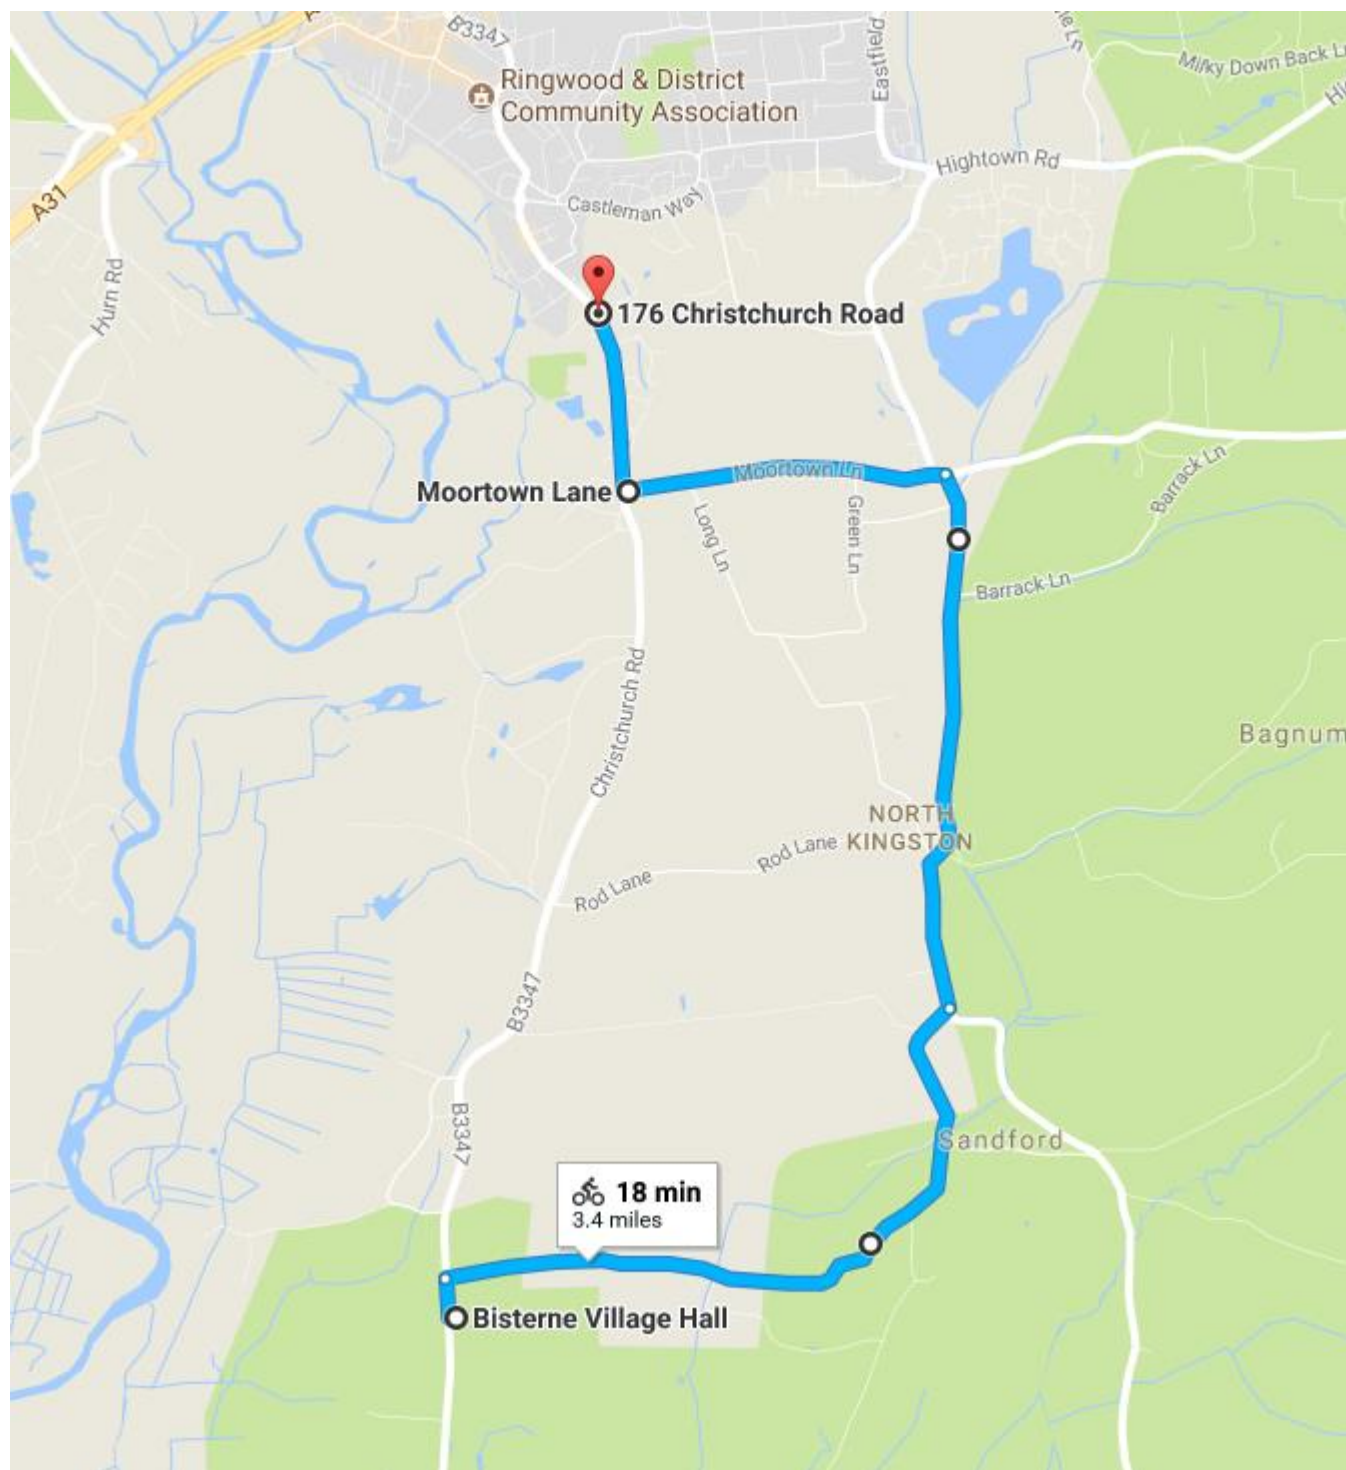 B3347
Ringwood & District
Community Association
Eastfield
Milky Down Back Ln
Hightown Rd
A31
Castleman Way
Hurn Rd
176 Christchurch Road
Moortown Ln
Moortown Lane
Barrack Ln
Long Ln
Green Ln
Barrack Ln
Christchurch Rd
Bagnum
NORTH
KINGSTON
Rod Lane
Rod Lane
B3347
B3347
Sandford
18 min
3.4 miles
Bisterne Village Hall